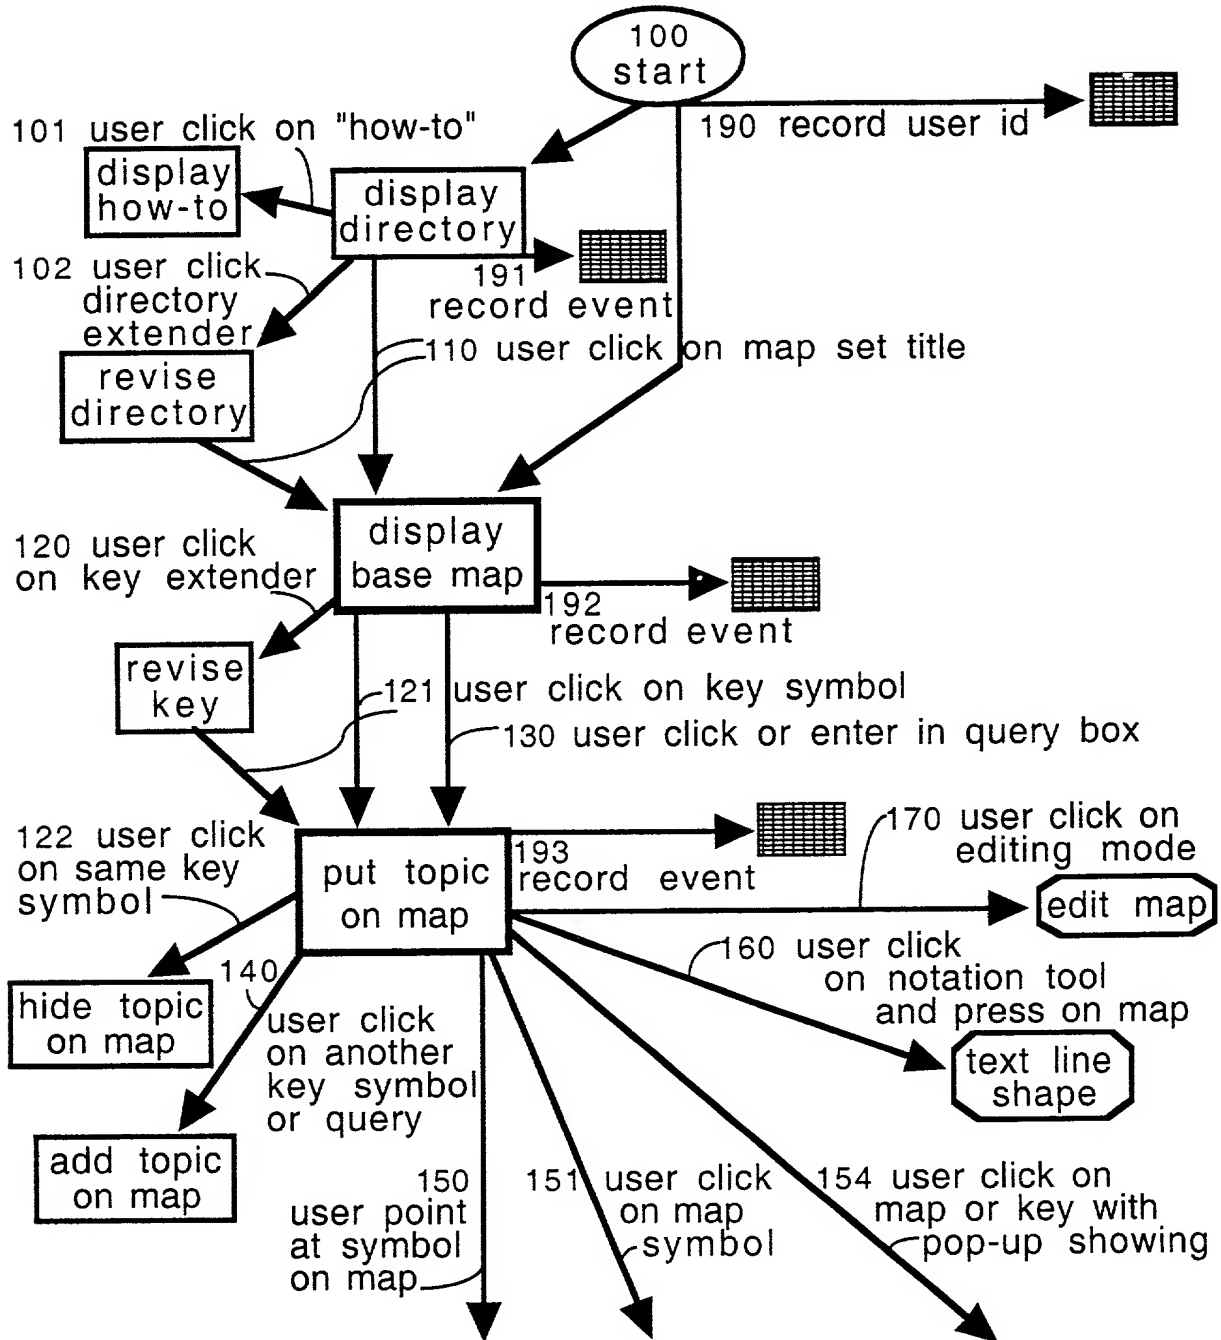 100
start
190 record user id
101 user click on "how-to"
display
how-to
display
directory
102 user click
directory
extender
191
record event
110 user click on map set title
revise
directory
display
base map
120 user click
on key extender
192
record event
revise
key
121 user click on key symbol
130 user click or enter in query box
122 user click
on same key
symbol
put topic
on map
193
record event
170 user click on
editing mode
edit map
160 user click
on notation tool
and press on map
hide topic
on map
140
user click
on another
key symbol
or query
text line
shape
add topic
on map
150
user point
at symbol
on map
151 user click
on map
symbol
154 user click on
map or key with
pop-up showing